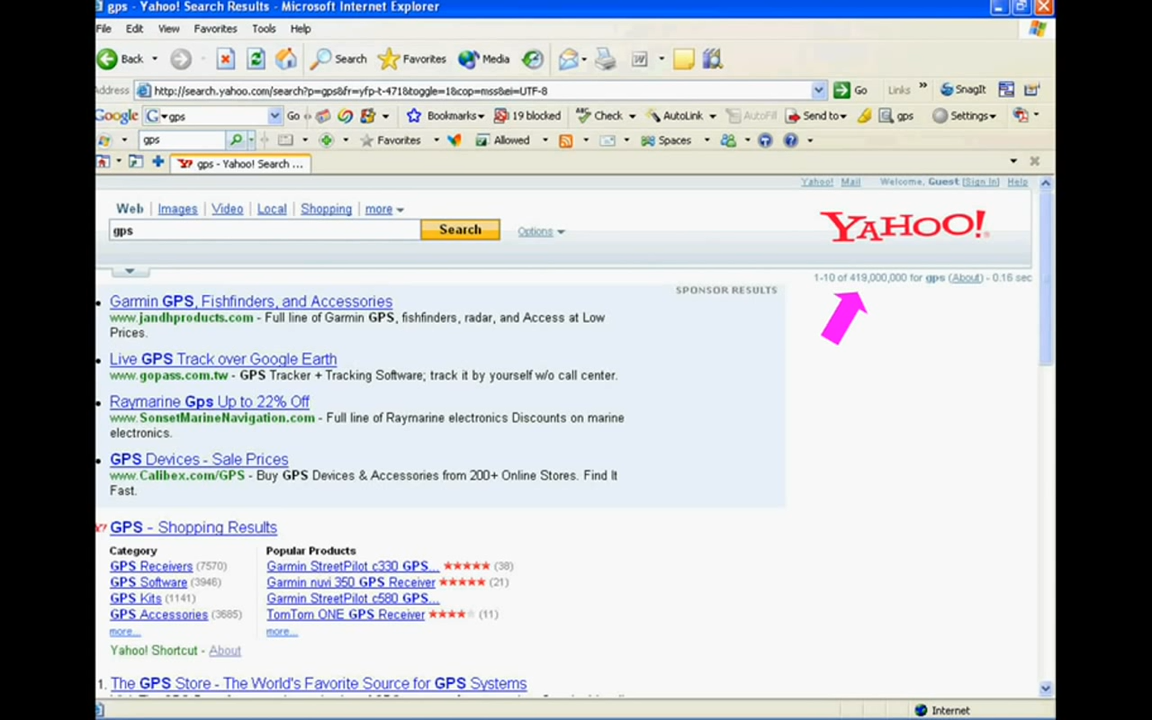 gps - Yahoo! Search Results - Microsoft Internet Explorer
File Edit View Favorites Tools Help
Back Search Favorites Media
Address http://search.yahoo.com/search?p=gps&fr=yfp-t-471&toggle=1&cop=mss&ei=UTF-8 Go Links » SnagIt
Google G gps Go Bookmarks 19 blocked Check AutoLink AutoFill Send to gps Settings
gps Favorites Allowed Spaces
gps - Yahoo! Search ...
Yahoo! Mail Welcome, Guest [Sign In] Help
Web | Images | Video | Local | Shopping | more
gps Search Options
YAHOO!
1-10 of 419,000,000 for gps (About) - 0.16 sec
SPONSOR RESULTS
Garmin GPS, Fishfinders, and Accessories
www.jandhproducts.com - Full line of Garmin GPS, fishfinders, radar, and Access at Low
Prices.
Live GPS Track over Google Earth
www.gopass.com.tw - GPS Tracker + Tracking Software; track it by yourself w/o call center.
Raymarine Gps Up to 22% Off
www.SonsetMarineNavigation.com - Full line of Raymarine electronics Discounts on marine
electronics.
GPS Devices - Sale Prices
www.Calibex.com/GPS - Buy GPS Devices & Accessories from 200+ Online Stores. Find It
Fast.
GPS - Shopping Results
Category Popular Products
GPS Receivers (7570) Garmin StreetPilot c330 GPS... (38)
GPS Software (3946) Garmin nuvi 350 GPS Receiver (21)
GPS Kits (1141) Garmin StreetPilot c580 GPS...
GPS Accessories (3685) TomTom ONE GPS Receiver (11)
more... more...
Yahoo! Shortcut - About
1. The GPS Store - The World's Favorite Source for GPS Systems
Internet